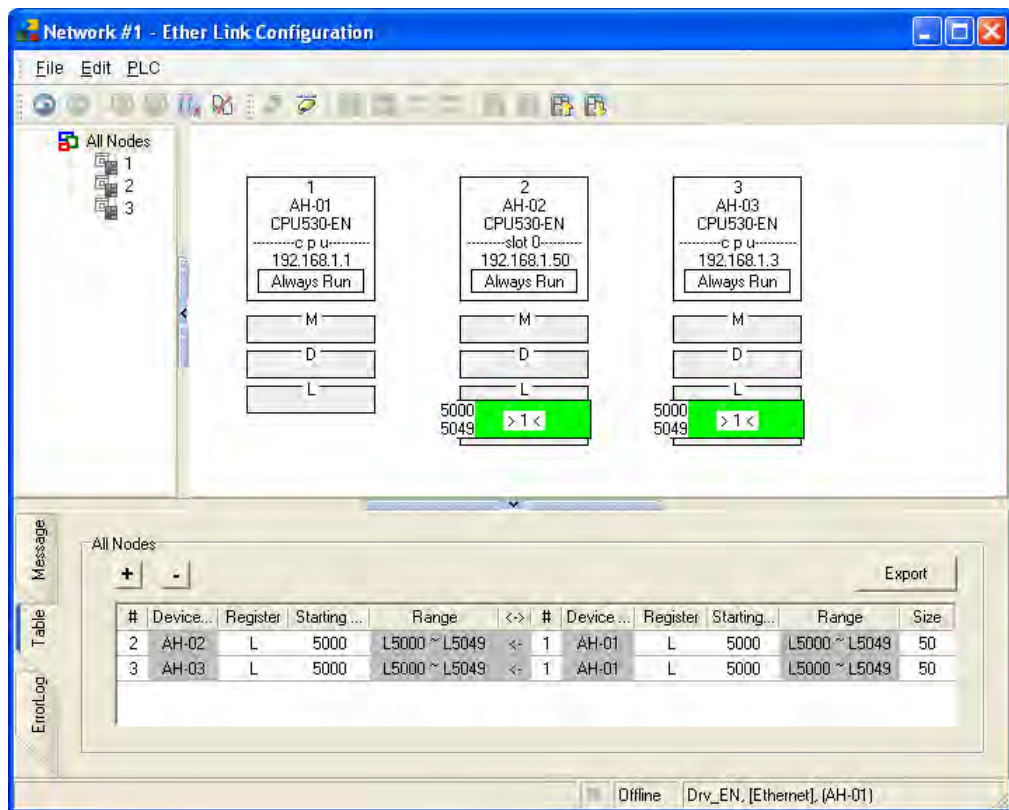 Network #1 - Ether Link Configuration
File Edit PLC
All Nodes
1
2
3
1
AH-01
CPU530-EN
---------c p u---------
192.168.1.1
Always Run
M
D
L
2
AH-02
CPU530-EN
--------slot 0--------
192.168.1.50
Always Run
M
D
L
5000
5049
> 1 <
3
AH-03
CPU530-EN
---------c p u---------
192.168.1.3
Always Run
M
D
L
5000
5049
> 1 <
Message
Table
ErrorLog
All Nodes
+ -
Export
# Device... Register Starting ... Range <-> # Device ... Register Starting... Range Size
2 AH-02 L 5000 L5000 ~ L5049 <- 1 AH-01 L 5000 L5000 ~ L5049 50
3 AH-03 L 5000 L5000 ~ L5049 <- 1 AH-01 L 5000 L5000 ~ L5049 50
Offline Drv_EN, [Ethernet], (AH-01)